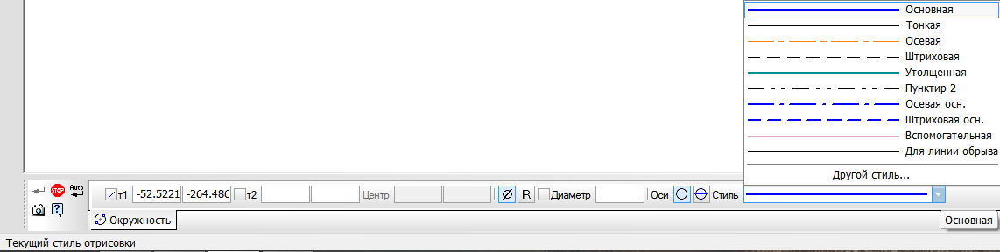 Основная
Тонкая
Осевая
Штриховая
Утолщенная
Пунктир 2
Осевая осн.
Штриховая осн.
Вспомогательная
Для линии обрыва
Другой стиль...
STOP Auto т1 -52.5221 -264.486 т2 Центр R Диаметр Оси Стиль
Окружность
Основная
Текущий стиль отрисовки